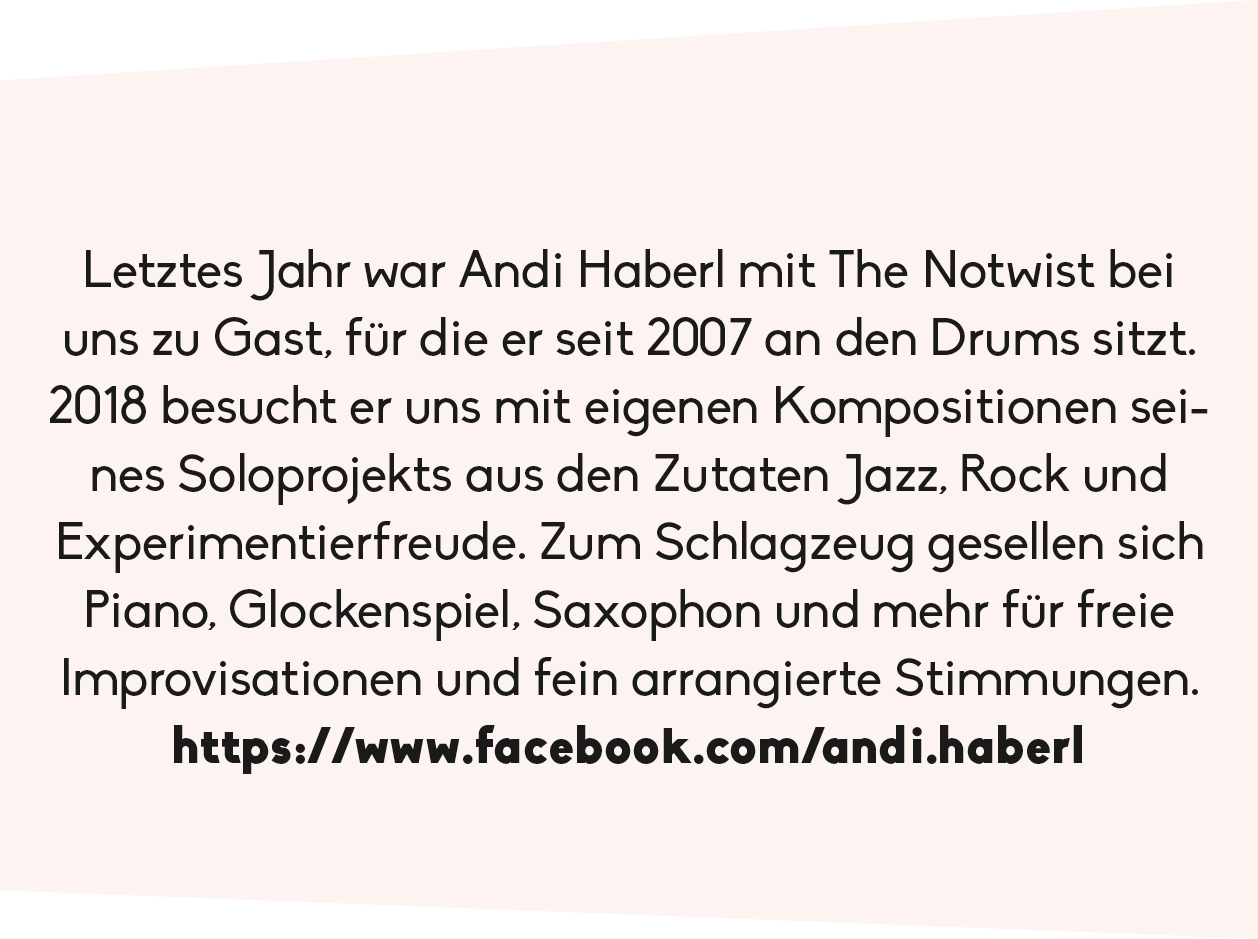 Letztes Jahr war Andi Haberl mit The Notwist bei
uns zu Gast, für die er seit 2007 an den Drums sitzt.
2018 besucht er uns mit eigenen Kompositionen sei-
nes Soloprojekts aus den Zutaten Jazz, Rock und
Experimentierfreude. Zum Schlagzeug gesellen sich
Piano, Glockenspiel, Saxophon und mehr für freie
Improvisationen und fein arrangierte Stimmungen.
https://www.facebook.com/andi.haberl